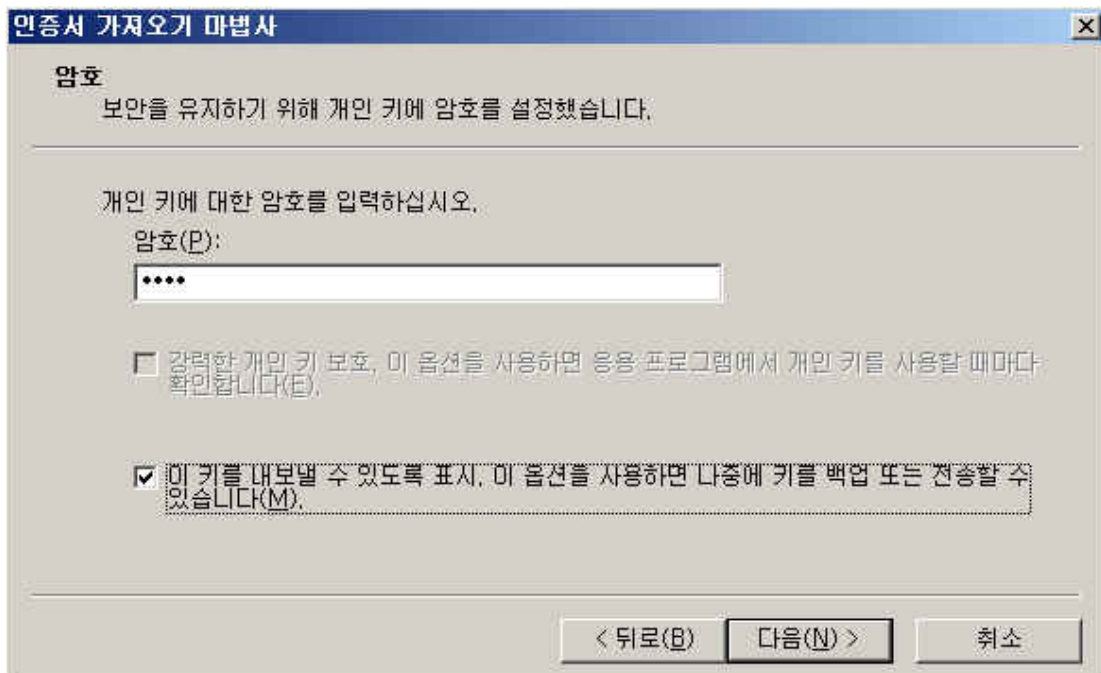 인증서 가져오기 마법사
암호
보안을 유지하기 위해 개인 키에 암호를 설정했습니다.
개인 키에 대한 암호를 입력하십시오.
암호(P):
••••
강력한 개인 키 보호. 이 옵션을 사용하면 응용 프로그램에서 개인 키를 사용할 때마다
확인합니다(E).
이 키를 내보낼 수 있도록 표시. 이 옵션을 사용하면 나중에 키를 백업 또는 전송할 수
있습니다(M).
< 뒤로(B) 다음(N) > 취소